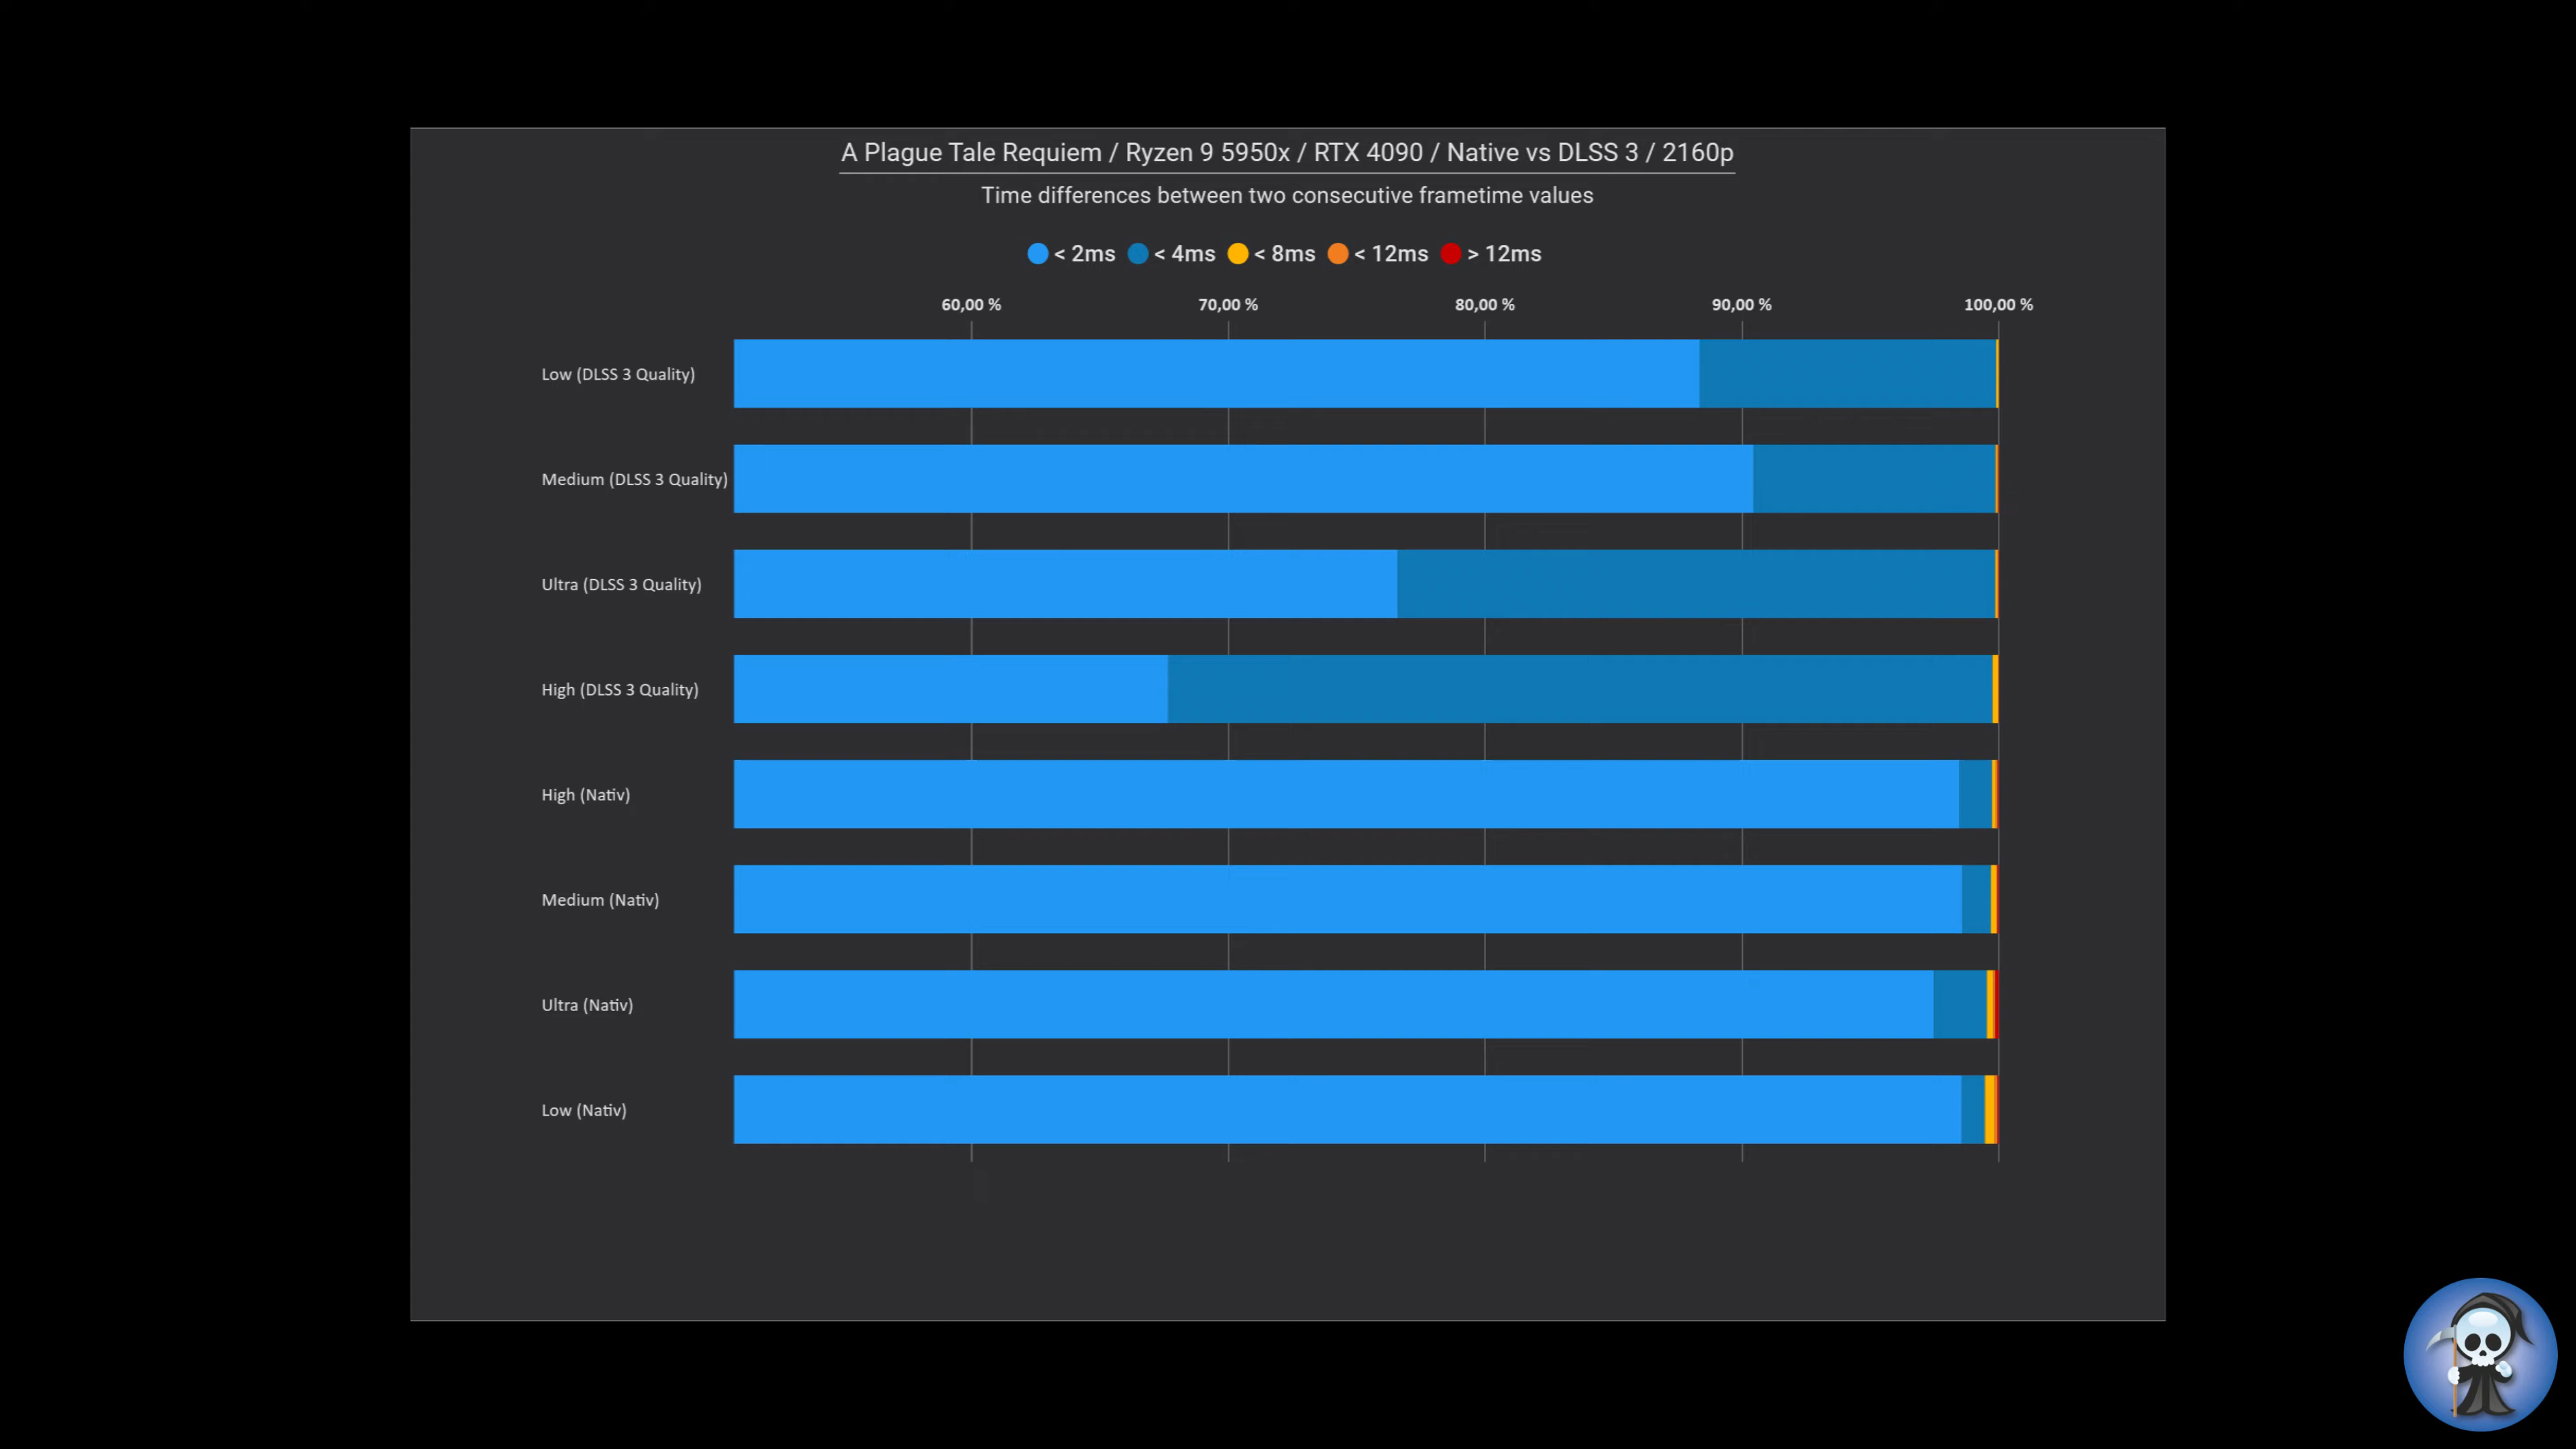 A Plague Tale Requiem / Ryzen 9 5950x / RTX 4090 / Native vs DLSS 3 / 2160p
Time differences between two consecutive frametime values
< 2ms < 4ms < 8ms < 12ms > 12ms
60,00 % 70,00 % 80,00 % 90,00 % 100,00 %
Low (DLSS 3 Quality)
Medium (DLSS 3 Quality)
Ultra (DLSS 3 Quality)
High (DLSS 3 Quality)
High (Nativ)
Medium (Nativ)
Ultra (Nativ)
Low (Nativ)